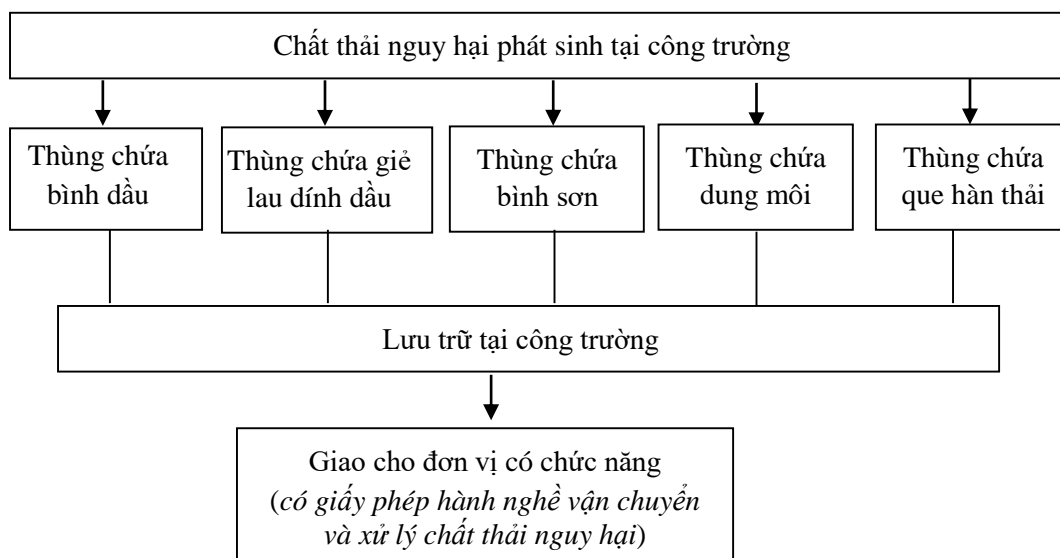 Chất thải nguy hại phát sinh tại công trường
Thùng chứa
bình dầu
Thùng chứa giẻ
lau dính dầu
Thùng chứa
bình sơn
Thùng chứa
dung môi
Thùng chứa
que hàn thải
Lưu trữ tại công trường
Giao cho đơn vị có chức năng
(có giấy phép hành nghề vận chuyển
và xử lý chất thải nguy hại)